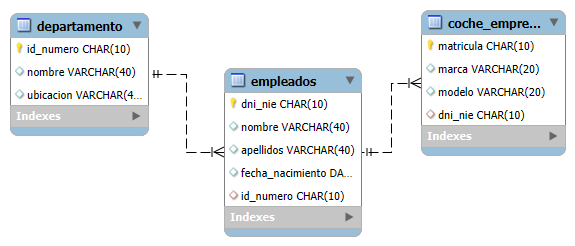 departamento
id_numero CHAR(10)
nombre VARCHAR(40)
ubicacion VARCHAR(4...
Indexes
empleados
dni_nie CHAR(10)
nombre VARCHAR(40)
apellidos VARCHAR(40)
fecha_nacimiento DA...
id_numero CHAR(10)
Indexes
coche_empre...
matricula CHAR(10)
marca VARCHAR(20)
modelo VARCHAR(20)
dni_nie CHAR(10)
Indexes